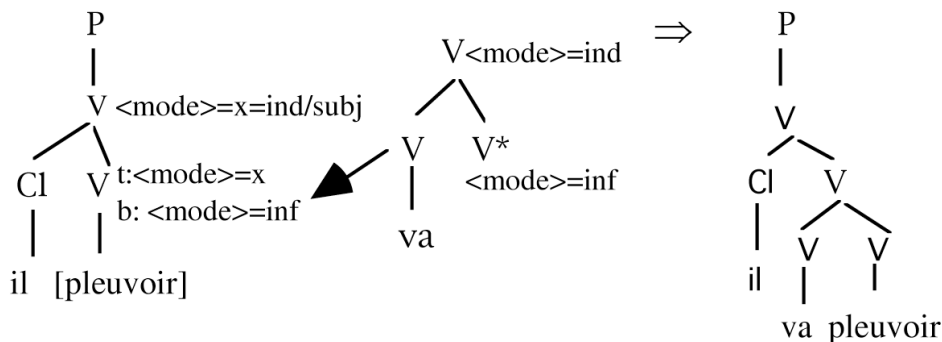 P
V <mode>=x=ind/subj
Cl
V
t:<mode>=x
b: <mode>=inf
il [pleuvoir]
V<mode>=ind
V
V*
<mode>=inf
va
⇒
P
V
Cl
V
V
V
il
va pleuvoir